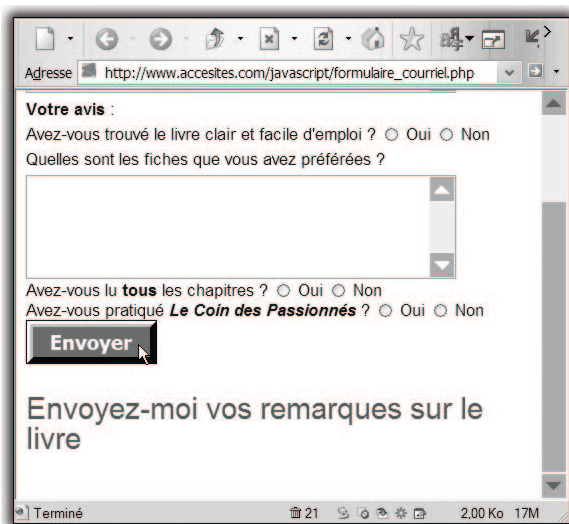 Adresse http://www.accesites.com/javascript/formulaire_courriel.php
Votre avis :
Avez-vous trouvé le livre clair et facile d'emploi ? Oui Non
Quelles sont les fiches que vous avez préférées ?
Avez-vous lu tous les chapitres ? Oui Non
Avez-vous pratiqué Le Coin des Passionnés ? Oui Non
Envoyer
Envoyez-moi vos remarques sur le
livre
Terminé 21 2,00 Ko 17M